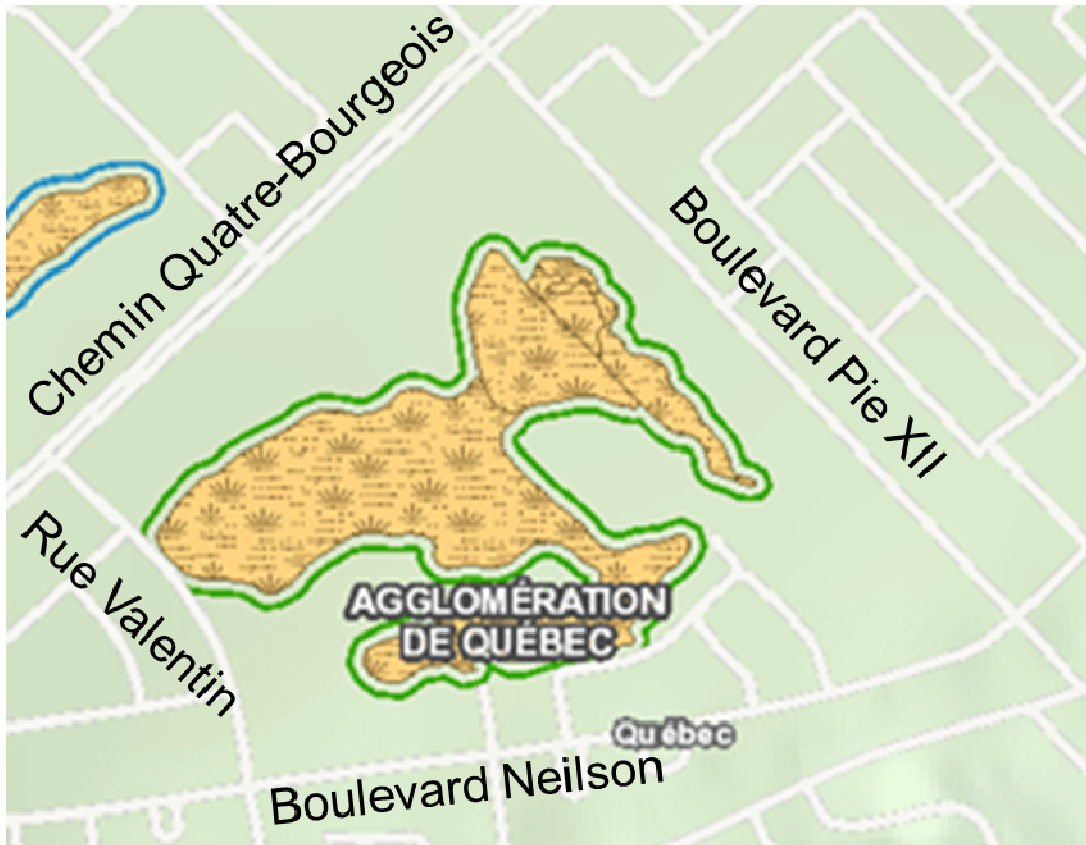 Chemin Quatre-Bourgeois
Boulevard Pie XII
Rue Valentin
AGGLOMÉRATION
DE QUÉBEC
Québec
Boulevard Neilson